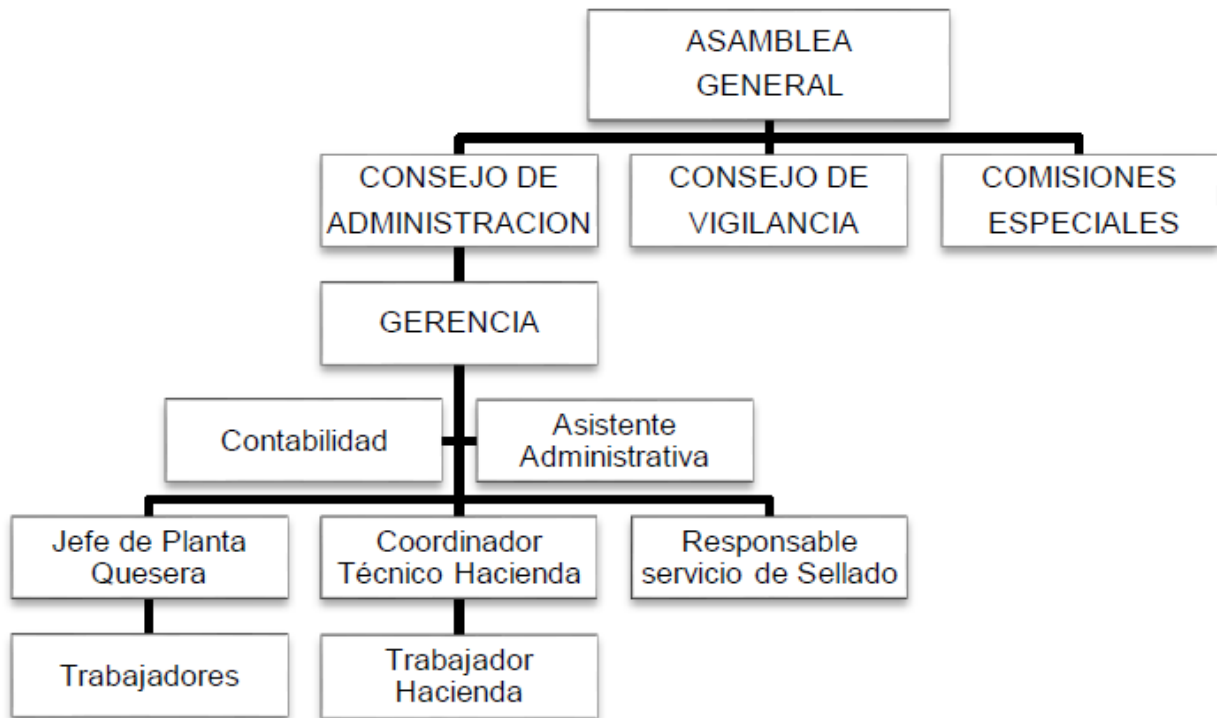 ASAMBLEA
GENERAL
CONSEJO DE
ADMINISTRACION
CONSEJO DE
VIGILANCIA
COMISIONES
ESPECIALES
GERENCIA
Contabilidad
Asistente
Administrativa
Jefe de Planta
Quesera
Coordinador
Técnico Hacienda
Responsable
servicio de Sellado
Trabajadores
Trabajador
Hacienda